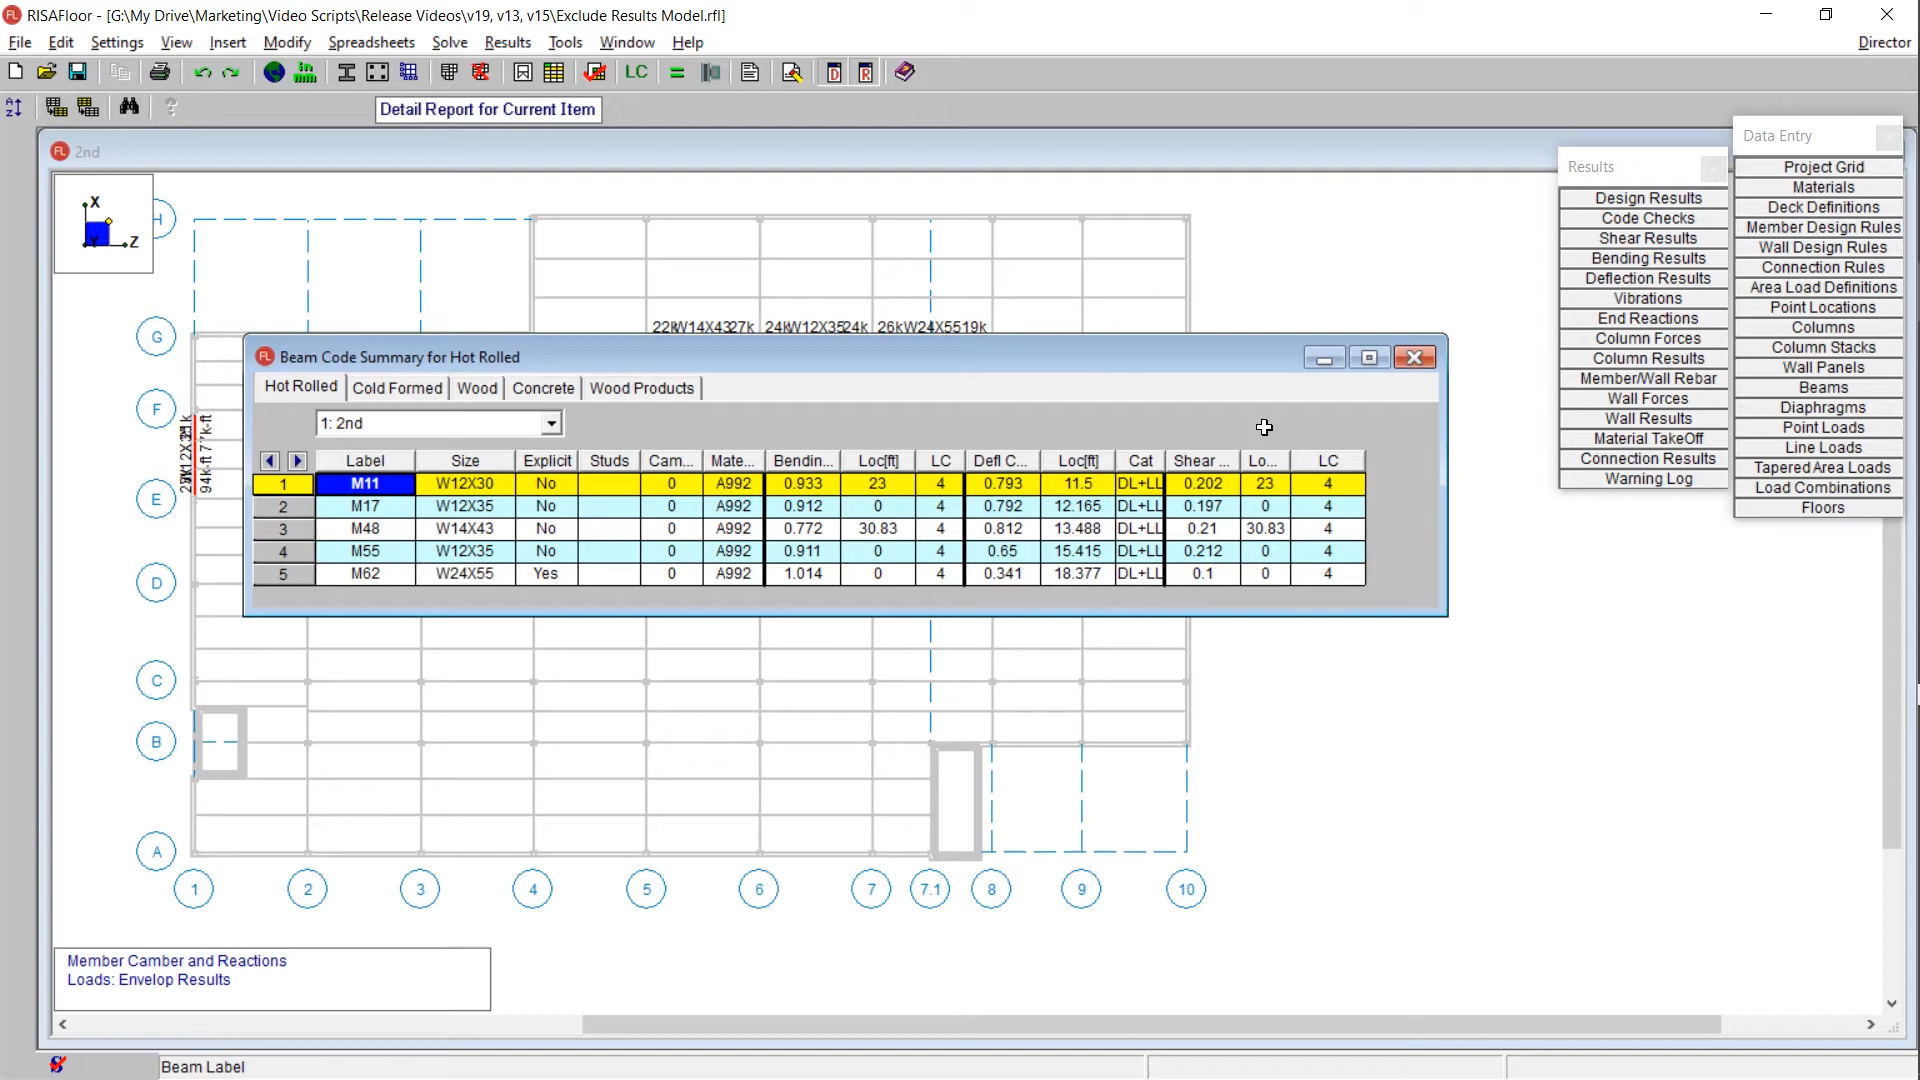 RISAFloor - [G:\My Drive\Marketing\Video Scripts\Release Videos\v19, v13, v15\Exclude Results Model.rfl]
File Edit Settings View Insert Modify Spreadsheets Solve Results Tools Window Help Director
LC
Detail Report for Current Item
2nd
X
Y
Z
H
G
F
E
D
C
B
A
1 2 3 4 5 6 7 7.1 8 9 10
Beam Code Summary for Hot Rolled
Hot Rolled Cold Formed Wood Concrete Wood Products
1: 2nd
Label Size Explicit Studs Cam... Mate... Bendin... Loc[ft] LC Defl C... Loc[ft] Cat Shear ... Lo... LC
1 M11 W12X30 No 0 A992 0.933 23 4 0.793 11.5 DL+LL 0.202 23 4
2 M17 W12X35 No 0 A992 0.912 0 4 0.792 12.165 DL+LL 0.197 0 4
3 M48 W14X43 No 0 A992 0.772 30.83 4 0.812 13.488 DL+LL 0.21 30.83 4
4 M55 W12X35 No 0 A992 0.911 0 4 0.65 15.415 DL+LL 0.212 0 4
5 M62 W24X55 Yes 0 A992 1.014 0 4 0.341 18.377 DL+LL 0.1 0 4
Results
Design Results
Code Checks
Shear Results
Bending Results
Deflection Results
Vibrations
End Reactions
Column Forces
Column Results
Member/Wall Rebar
Wall Forces
Wall Results
Material TakeOff
Connection Results
Warning Log
Data Entry
Project Grid
Materials
Deck Definitions
Member Design Rules
Wall Design Rules
Connection Rules
Area Load Definitions
Point Locations
Columns
Column Stacks
Wall Panels
Beams
Diaphragms
Point Loads
Line Loads
Tapered Area Loads
Load Combinations
Floors
Member Camber and Reactions
Loads: Envelop Results
Beam Label